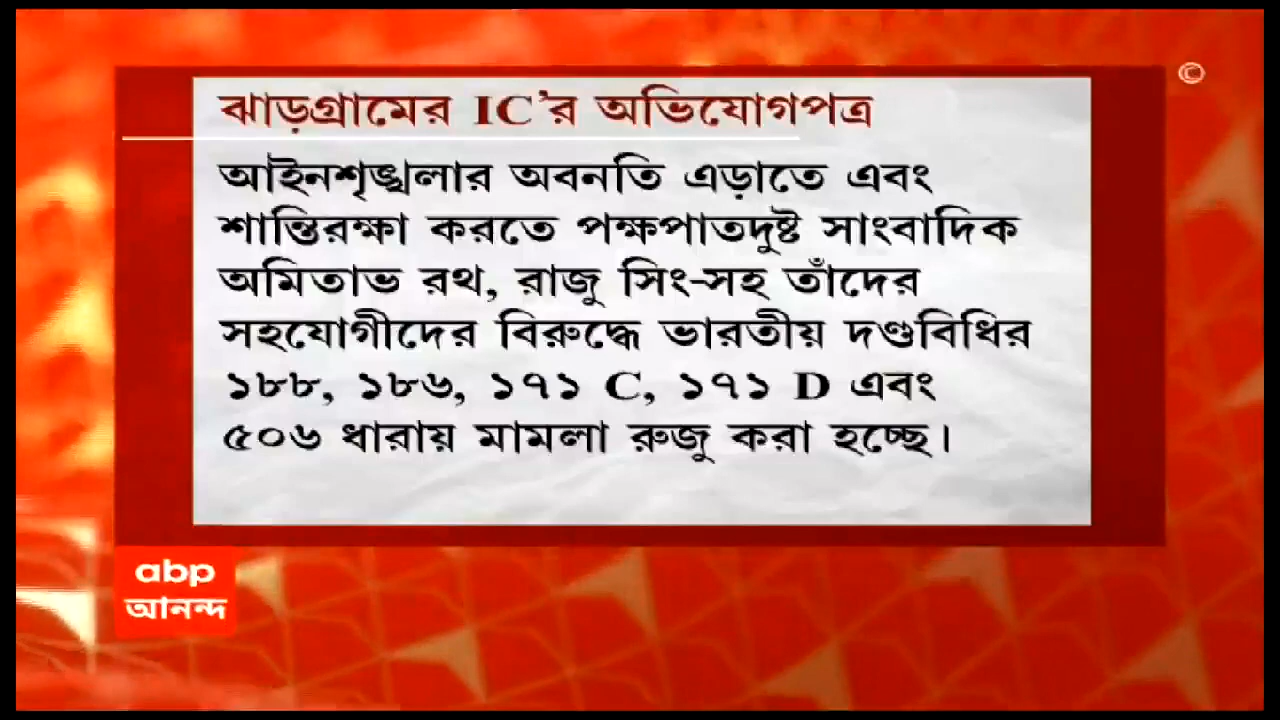 ©
ঝাড়গ্রামের IC'র অভিযোগপত্র
আইনশৃঙ্খলার অবনতি এড়াতে এবং
শান্তিরক্ষা করতে পক্ষপাতদুষ্ট সাংবাদিক
অমিতাভ রথ, রাজু সিং-সহ তাঁদের
সহযোগীদের বিরুদ্ধে ভারতীয় দণ্ডবিধির
১৮৮, ১৮৬, ১৭১ C, ১৭১ D এবং
৫০৬ ধারায় মামলা রুজু করা হচ্ছে।
abp
আনন্দ